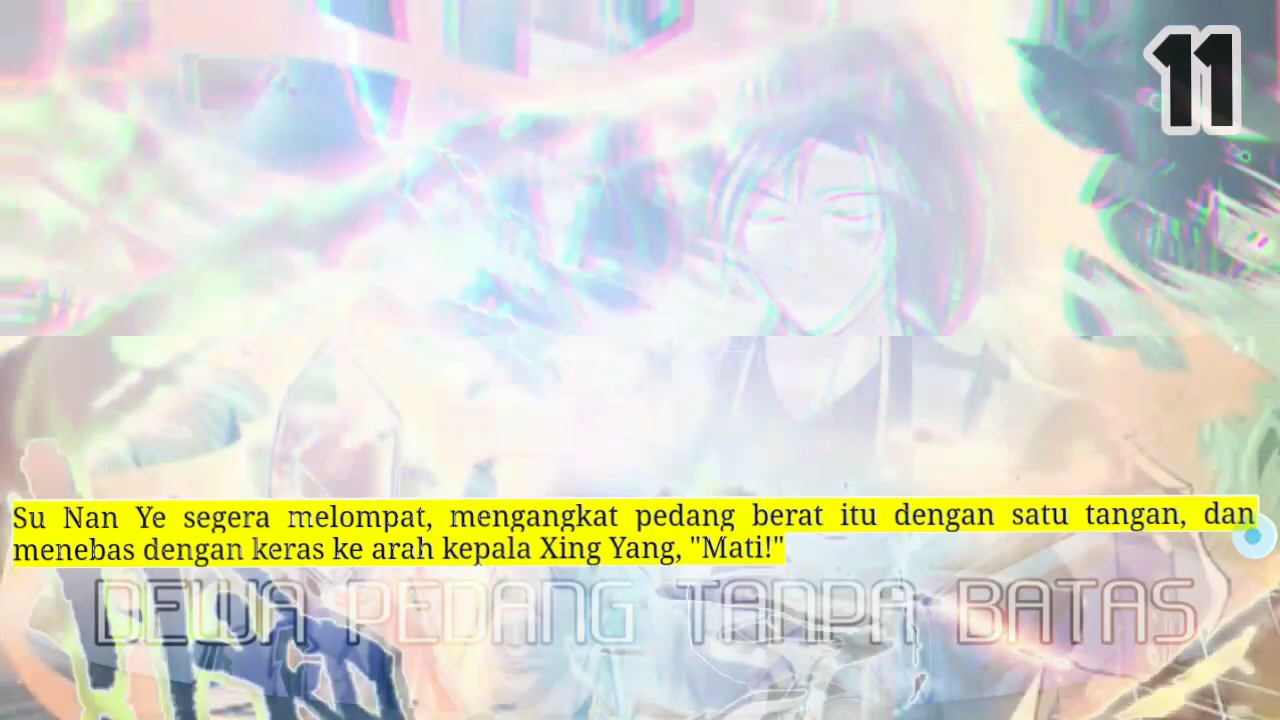 11
Su Nan Ye segera melompat, mengangkat pedang berat itu dengan satu tangan, dan
menebas dengan keras ke arah kepala Xing Yang, "Mati!"
DEWA PEDANG TANPA BATAS